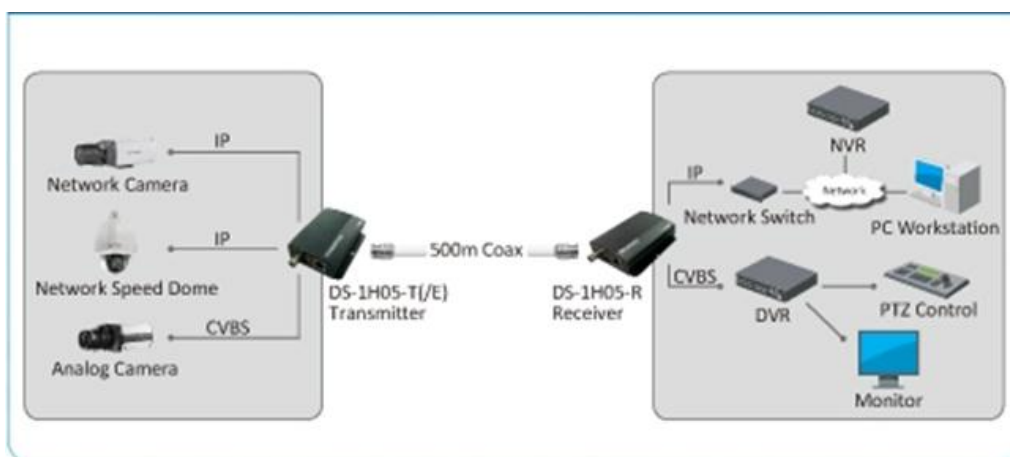 IP
Network Camera
IP
Network Speed Dome
CVBS
Analog Camera
DS-1H05-T(/E)
Transmitter
500m Coax
DS-1H05-R
Receiver
NVR
IP
Network
Network Switch
PC Workstation
CVBS
DVR
PTZ Control
Monitor